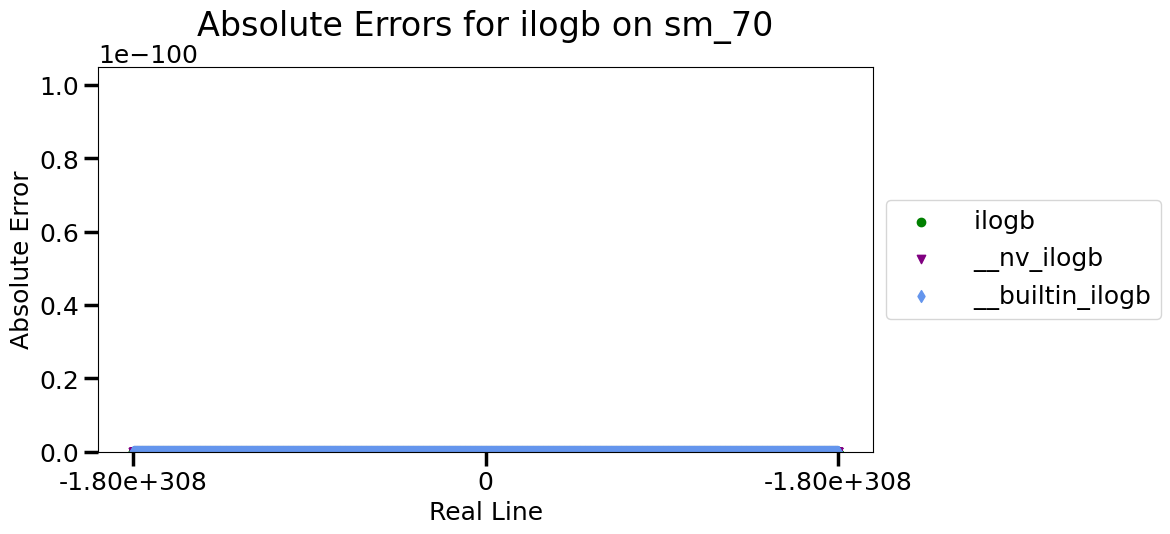 Absolute Errors for ilogb on sm_70
1e−100
1.0
0.8
0.6
0.4
0.2
0.0
Absolute Error
-1.80e+308
0
-1.80e+308
Real Line
ilogb
__nv_ilogb
__builtin_ilogb